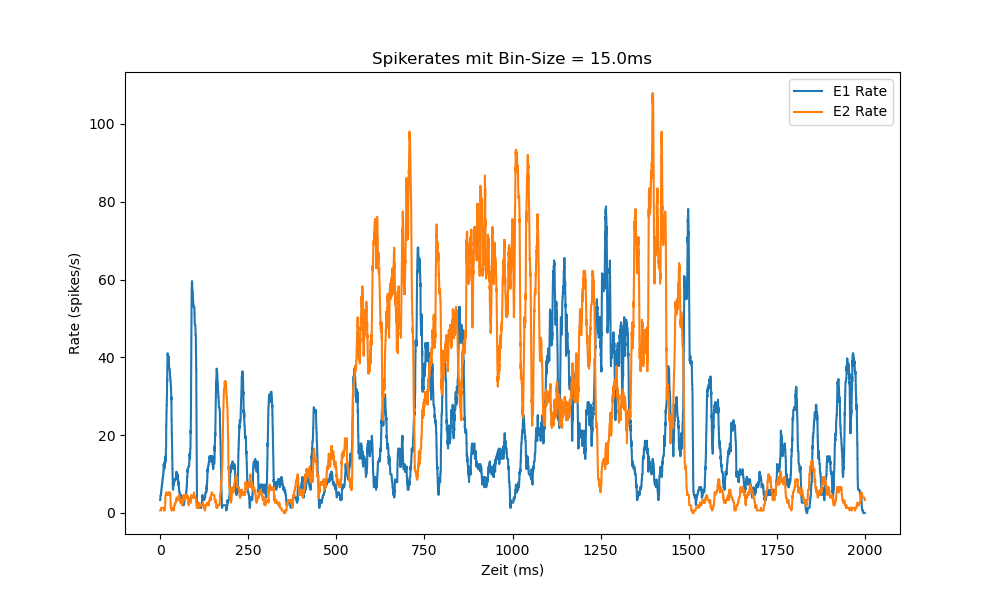 Spikerates mit Bin-Size = 15.0ms
E1 Rate
E2 Rate
Rate (spikes/s)
100
80
60
40
20
0
0 250 500 750 1000 1250 1500 1750 2000
Zeit (ms)